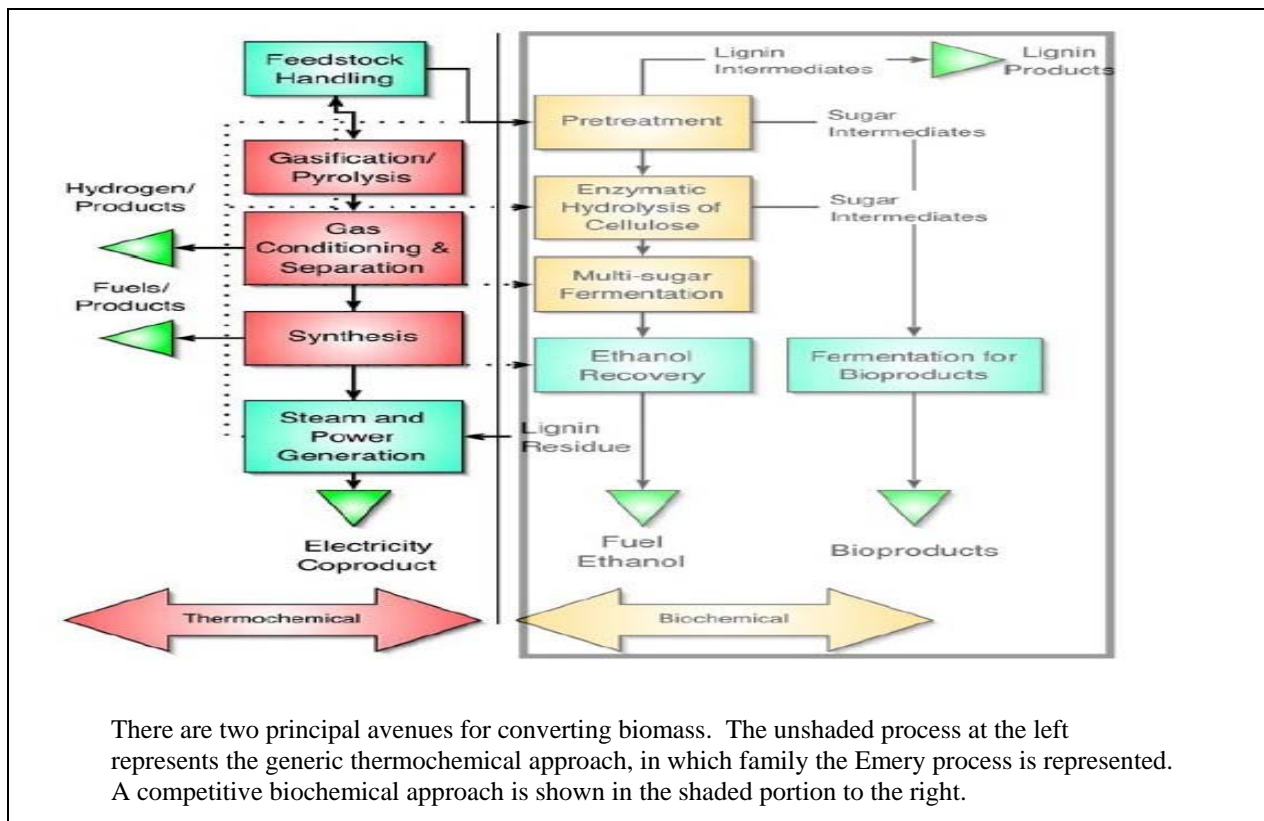 Feedstock
Handling
Gasification/
Pyrolysis
Hydrogen/
Products
Gas
Conditioning &
Separation
Fuels/
Products
Synthesis
Steam and
Power
Generation
Electricity
Coproduct
Thermochemical
Lignin
Intermediates
Lignin
Products
Pretreatment
Sugar
Intermediates
Enzymatic
Hydrolysis of
Cellulose
Sugar
Intermediates
Multi-sugar
Fermentation
Ethanol
Recovery
Fermentation for
Bioproducts
Lignin
Residue
Fuel
Ethanol
Bioproducts
Biochemical
There are two principal avenues for converting biomass. The unshaded process at the left
represents the generic thermochemical approach, in which family the Emery process is represented.
A competitive biochemical approach is shown in the shaded portion to the right.